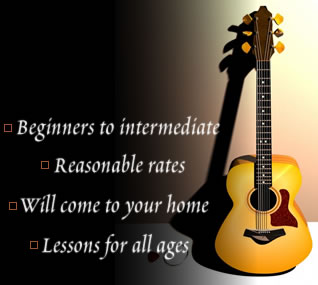 Beginners to intermediate
Reasonable rates
Will come to your home
Lessons for all ages